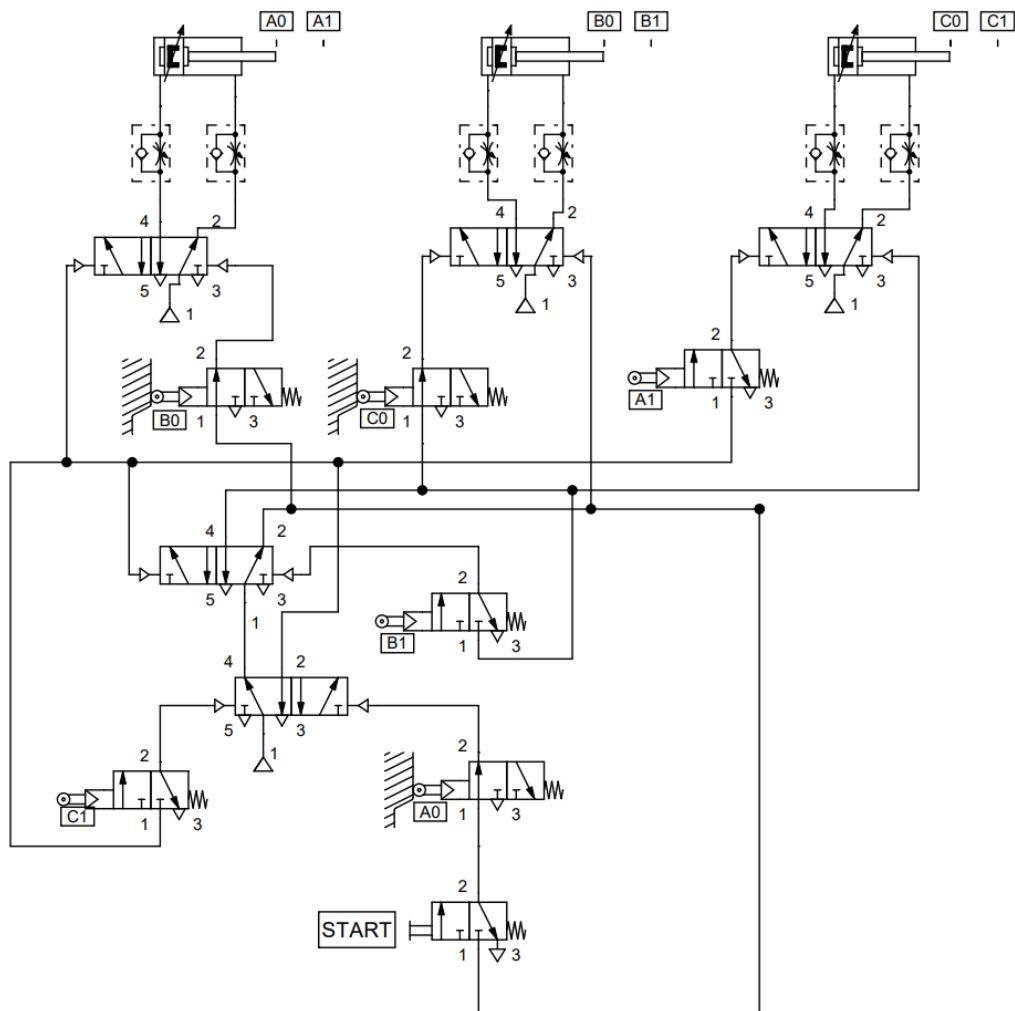 A0 A1 B0 B1 C0 C1
4 2 4 2 4 2
5 3 5 3 5 3
1 1 1
2 2 2
A1
1 3
B0 1 3 C0 1 3
4 2
5 3
1
2
B1 1 3
4 2
5 3
1
2 2
C1 1 3 A0 1 3
2
START
1 3